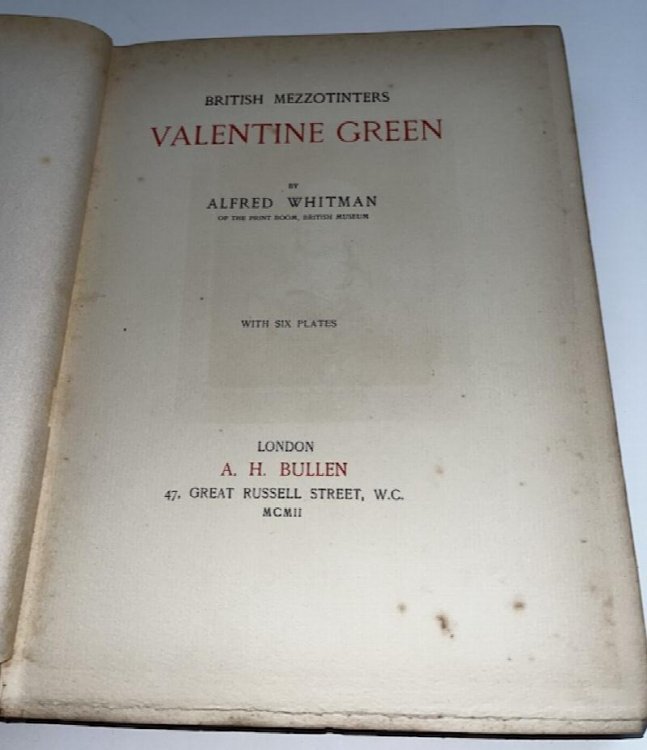 BRITISH MEZZOTINTERS
VALENTINE GREEN
BY
ALFRED WHITMAN
OF THE PRINT ROOM, BRITISH MUSEUM
WITH SIX PLATES
LONDON
A. H. BULLEN
47, GREAT RUSSELL STREET, W.C.
MCMII